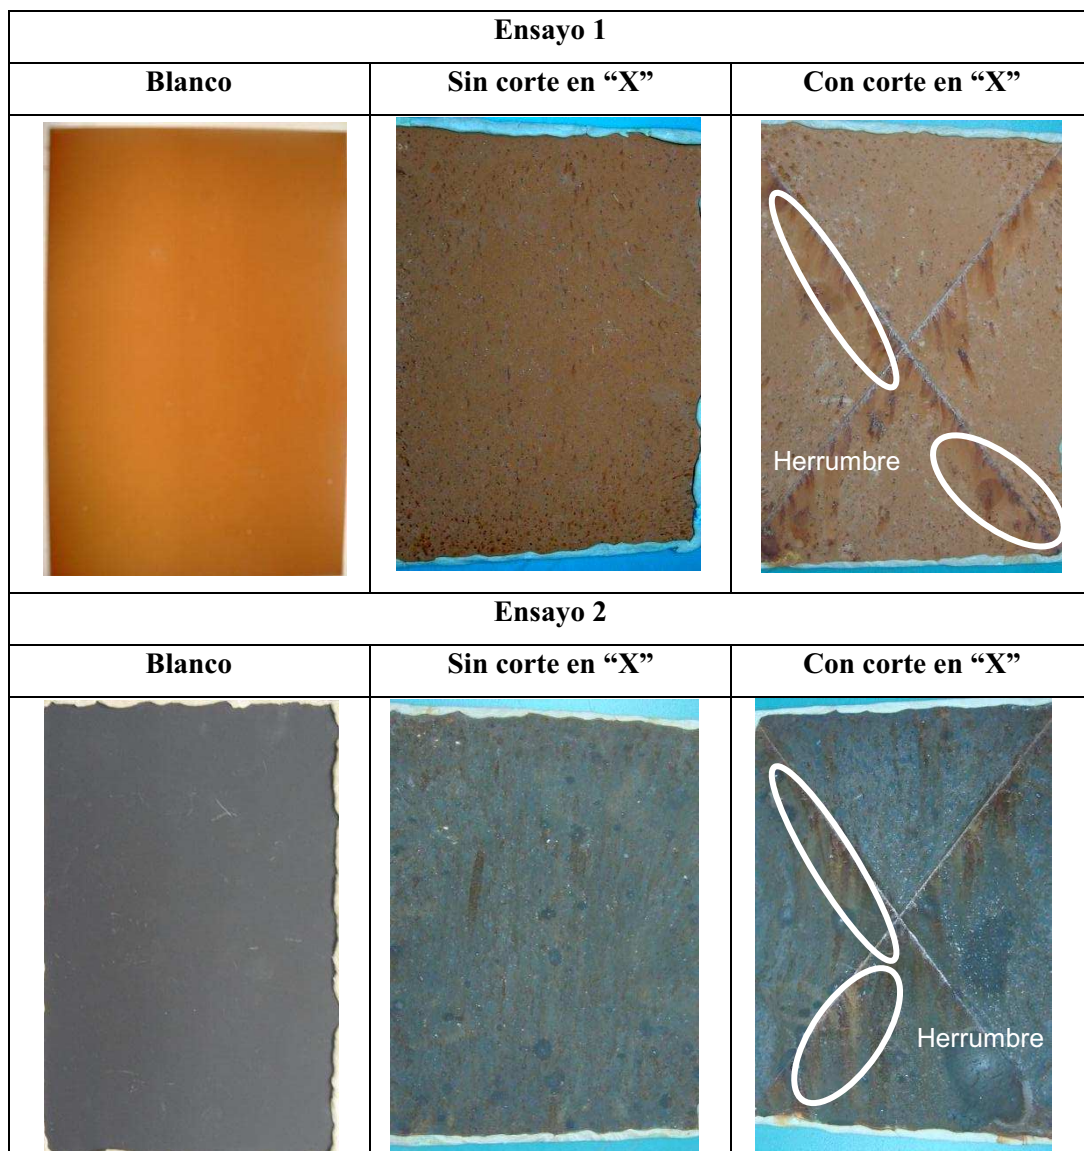 Ensayo 1
Blanco Sin corte en “X” Con corte en “X”
Herrumbre
Ensayo 2
Blanco Sin corte en “X” Con corte en “X”
Herrumbre